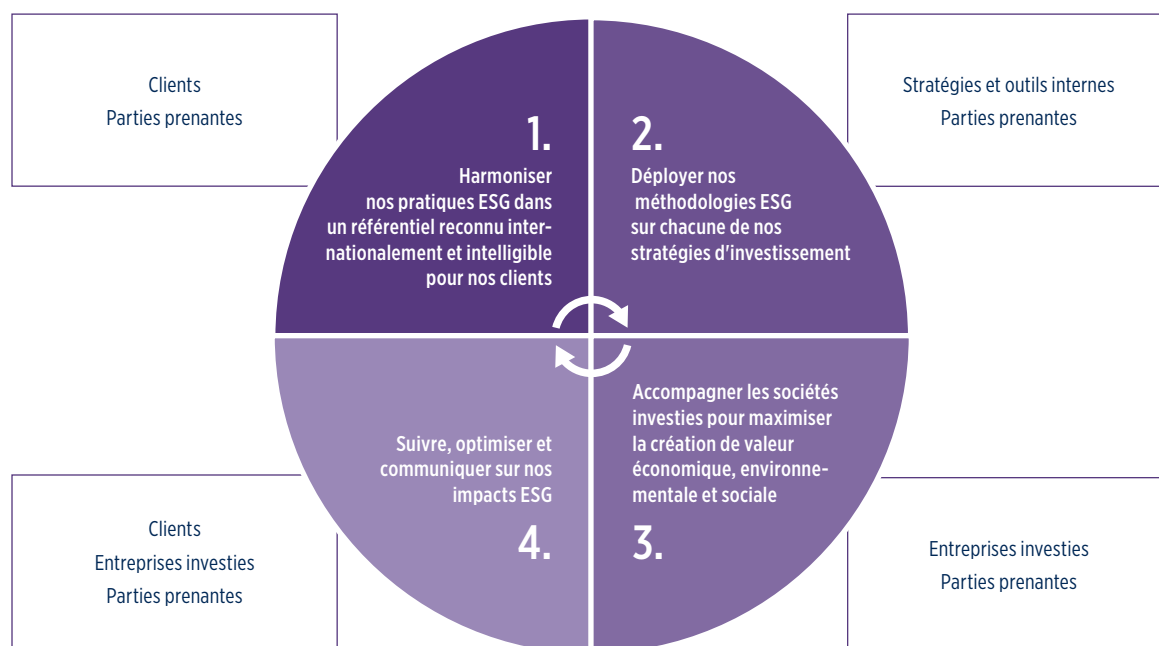 Clients
Parties prenantes
1.
Harmoniser
nos pratiques ESG dans
un référentiel reconnu inter-
nationalement et intelligible
pour nos clients
2.
Déployer nos
méthodologies ESG
sur chacune de nos
stratégies d'investissement
Stratégies et outils internes
Parties prenantes
Accompagner les sociétés
investies pour maximiser
la création de valeur
économique, environne-
mentale et sociale
3.
Entreprises investies
Parties prenantes
Suivre, optimiser et
communiquer sur nos
impacts ESG
4.
Clients
Entreprises investies
Parties prenantes